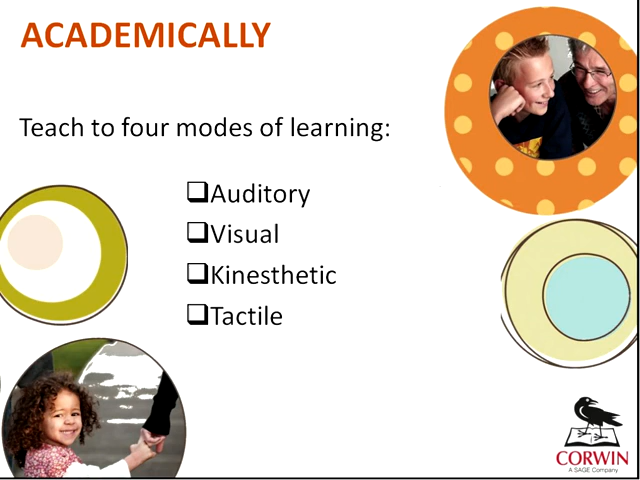 ACADEMICALLY
Teach to four modes of learning:
Auditory
Visual
Kinesthetic
Tactile
CORWIN
A SAGE Company